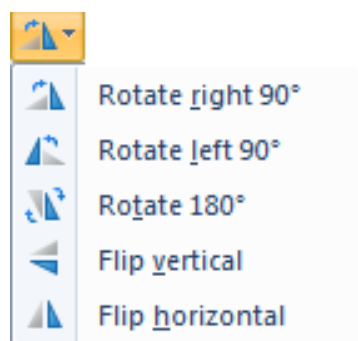 Rotate right 90°
Rotate left 90°
Rotate 180°
Flip vertical
Flip horizontal